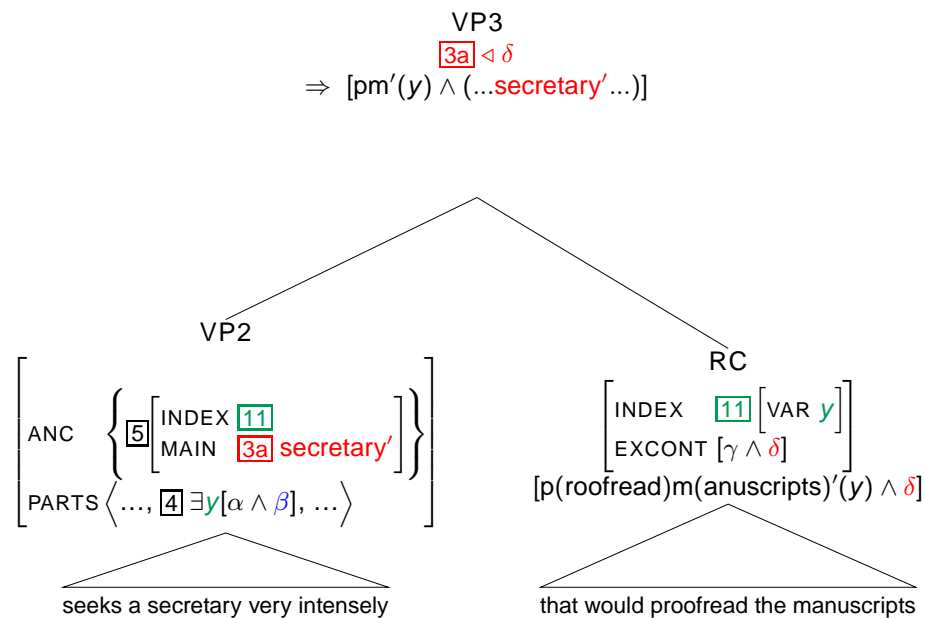 VP3
3a ◁ δ
⇒ [pm′(y) ∧ (...secretary′...)]
VP2
ANC { 5 [ INDEX 11
MAIN 3a secretary′ ] }
PARTS ⟨ ..., 4 ∃y[α ∧ β], ... ⟩
seeks a secretary very intensely
RC
INDEX 11 [VAR y]
EXCONT [γ ∧ δ]
[p(roofread)m(anuscripts)′(y) ∧ δ]
that would proofread the manuscripts